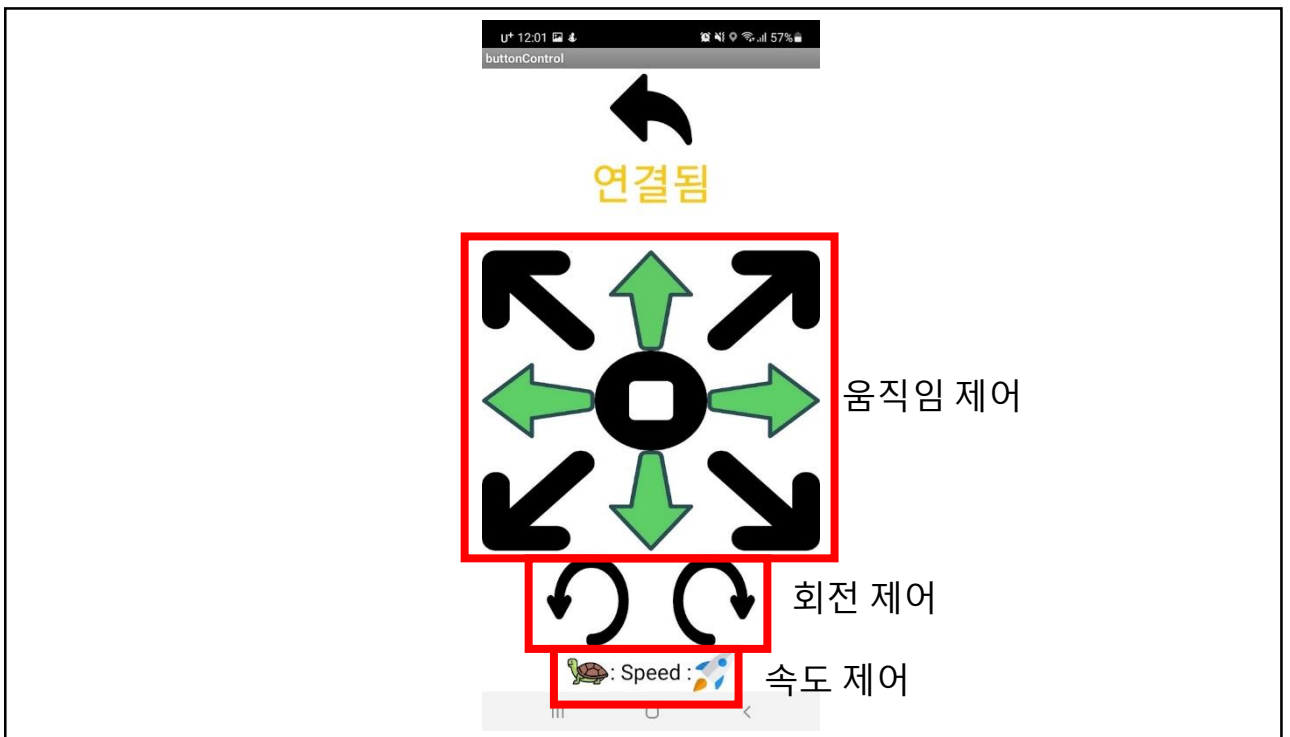 U+ 12:01 57%
buttonControl
연결됨
움직임 제어
회전 제어
: Speed :
속도 제어